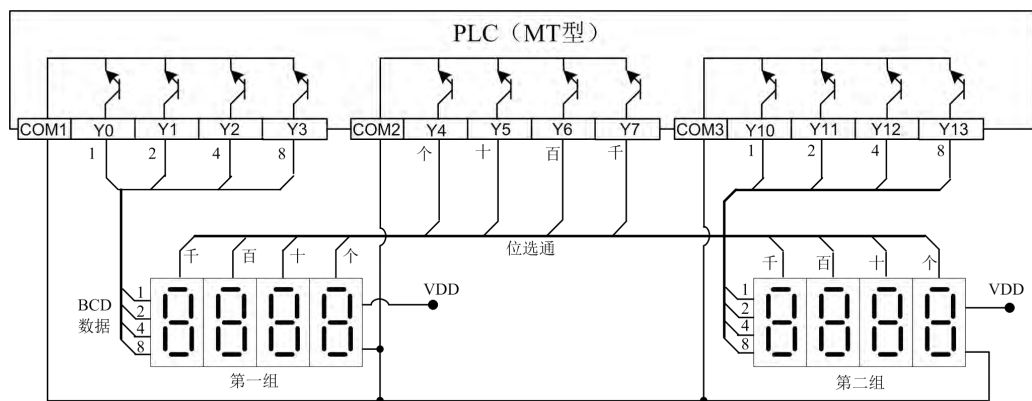 PLC（MT型）
COM1 Y0 Y1 Y2 Y3 COM2 Y4 Y5 Y6 Y7 COM3 Y10 Y11 Y12 Y13
1 2 4 8 个 十 百 千 1 2 4 8
位选通
千 百 十 个
千 百 十 个
BCD
数据
1
2
4
8
VDD
第一组
1
2
4
8
VDD
第二组